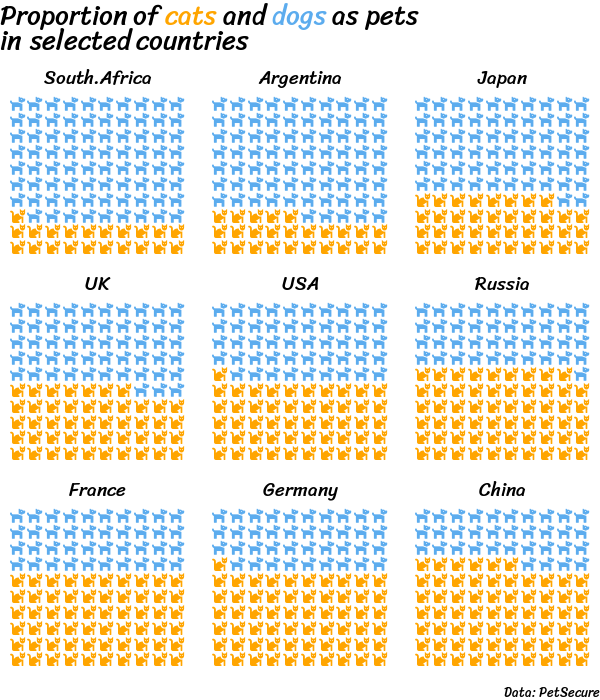 Proportion of cats and dogs as pets
in selected countries
South.Africa
Argentina
Japan
UK
USA
Russia
France
Germany
China
Data: PetSecure